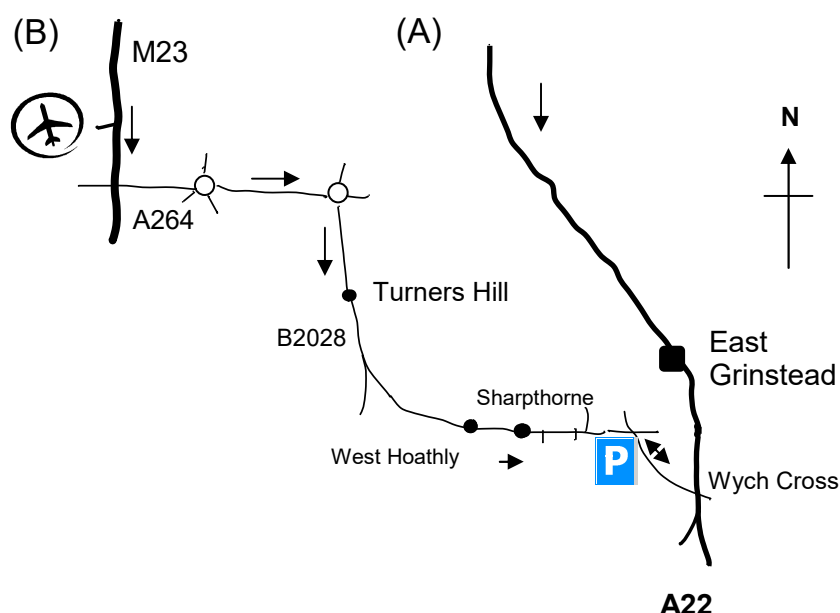 (B)
(A)
M23
N
A264
Turners Hill
B2028
East
Grinstead
Sharpthorne
West Hoathly
P
Wych Cross
A22